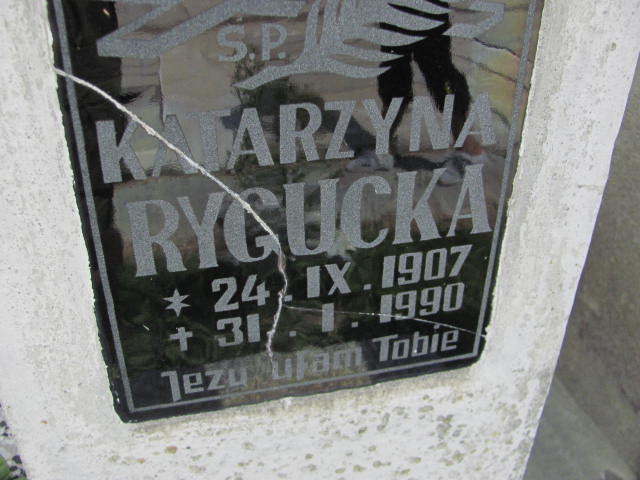 Ś.P.
KATARZYNA
RYGUCKA
* 24.IX.1907
+ 31.I.1990
Jezu ufam Tobie